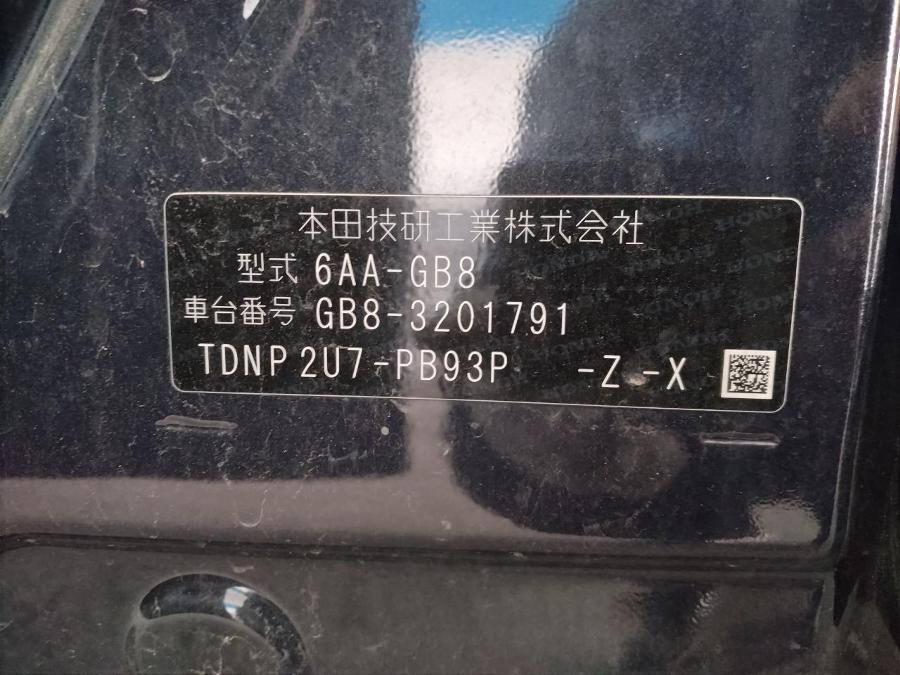 本田技研工業株式会社
型式 6AA-GB8
車台番号 GB8-3201791
TDNP 2U7-PB93P -Z -X